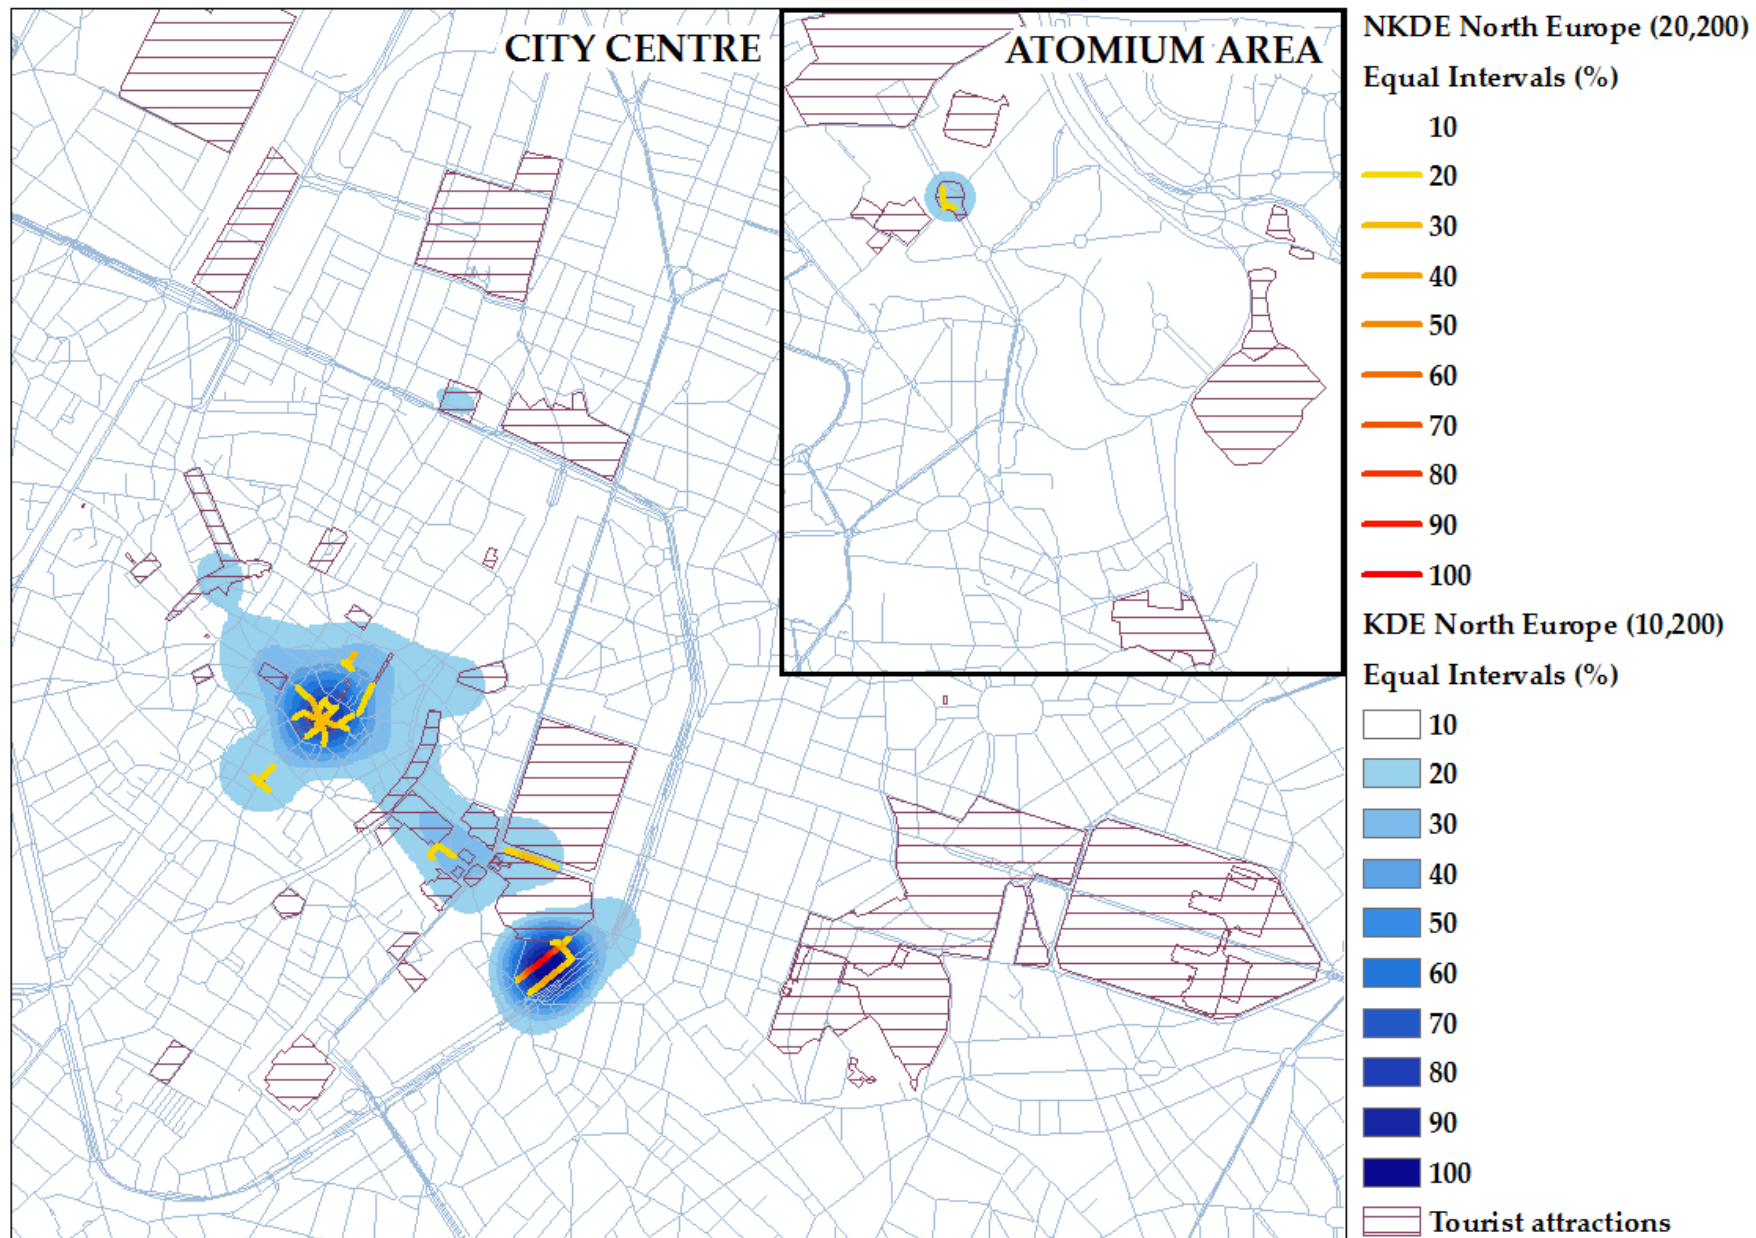 CITY CENTRE
ATOMIUM AREA
NKDE North Europe (20,200)
Equal Intervals (%)
10
20
30
40
50
60
70
80
90
100
KDE North Europe (10,200)
Equal Intervals (%)
10
20
30
40
50
60
70
80
90
100
Tourist attractions